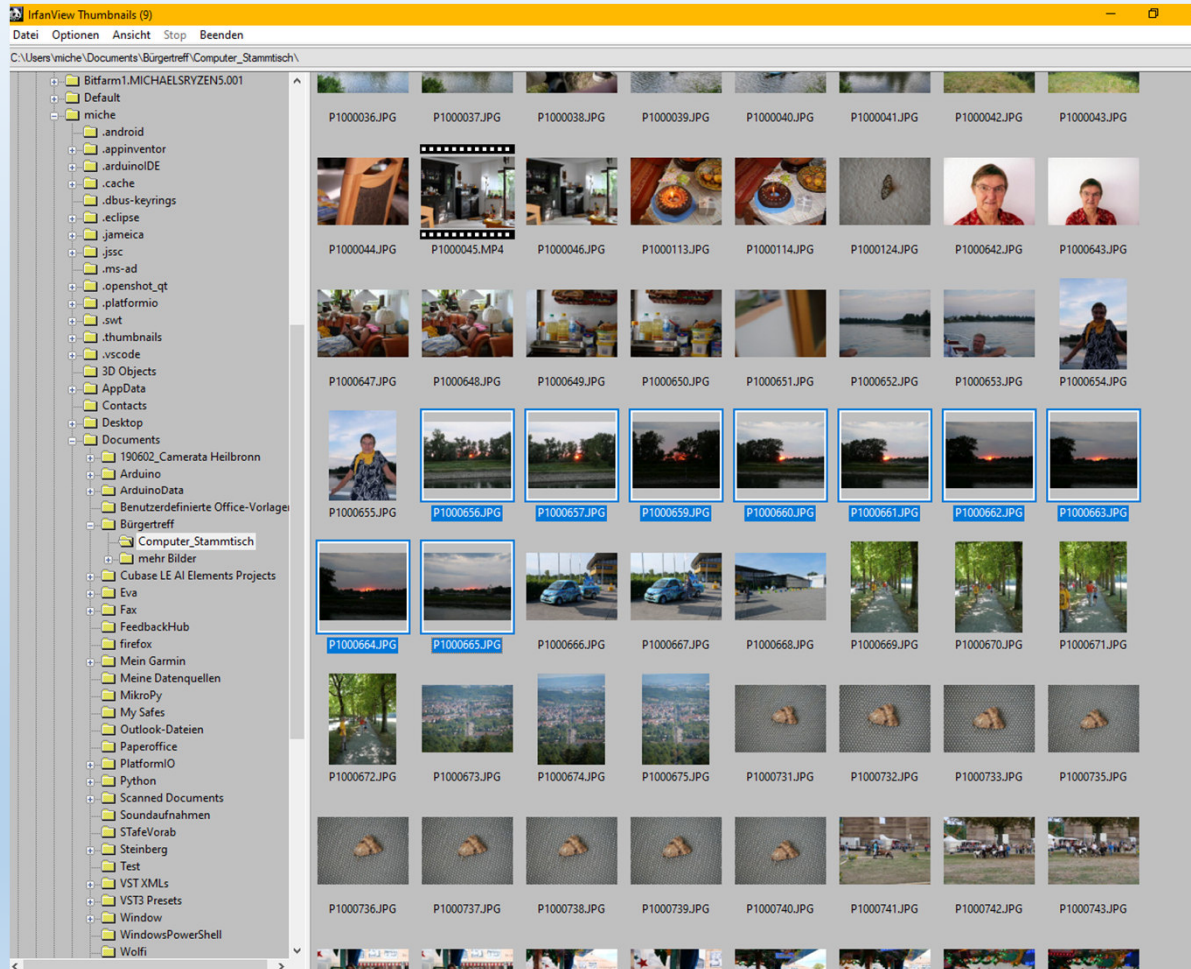 IrfanView Thumbnails (9)
Datei Optionen Ansicht Stop Beenden
C:\Users\miche\Documents\Bürgertreff\Computer_Stammtisch\
Bitfarm1.MICHAELSRYZEN5.001
Default
miche
.android
.appinventor
.arduinoIDE
.cache
.dbus-keyrings
.eclipse
.jameica
.jssc
.ms-ad
.openshot_qt
.platformio
.swt
.thumbnails
.vscode
3D Objects
AppData
Contacts
Desktop
Documents
190602_Camerata Heilbronn
Arduino
ArduinoData
Benutzerdefinierte Office-Vorlagen
Bürgertreff
Computer_Stammtisch
mehr Bilder
Cubase LE AI Elements Projects
Eva
Fax
FeedbackHub
firefox
Mein Garmin
Meine Datenquellen
MikroPy
My Safes
Outlook-Dateien
Paperoffice
PlatformIO
Python
Scanned Documents
Soundaufnahmen
STafeVorab
Steinberg
Test
VST XMLs
VST3 Presets
Window
WindowsPowerShell
Wolfi
P1000036.JPG P1000037.JPG P1000038.JPG P1000039.JPG P1000040.JPG P1000041.JPG P1000042.JPG P1000043.JPG
P1000044.JPG P1000045.MP4 P1000046.JPG P1000113.JPG P1000114.JPG P1000124.JPG P1000642.JPG P1000643.JPG
P1000647.JPG P1000648.JPG P1000649.JPG P1000650.JPG P1000651.JPG P1000652.JPG P1000653.JPG P1000654.JPG
P1000655.JPG P1000656.JPG P1000657.JPG P1000659.JPG P1000660.JPG P1000661.JPG P1000662.JPG P1000663.JPG
P1000664.JPG P1000665.JPG P1000666.JPG P1000667.JPG P1000668.JPG P1000669.JPG P1000670.JPG P1000671.JPG
P1000672.JPG P1000673.JPG P1000674.JPG P1000675.JPG P1000731.JPG P1000732.JPG P1000733.JPG P1000735.JPG
P1000736.JPG P1000737.JPG P1000738.JPG P1000739.JPG P1000740.JPG P1000741.JPG P1000742.JPG P1000743.JPG